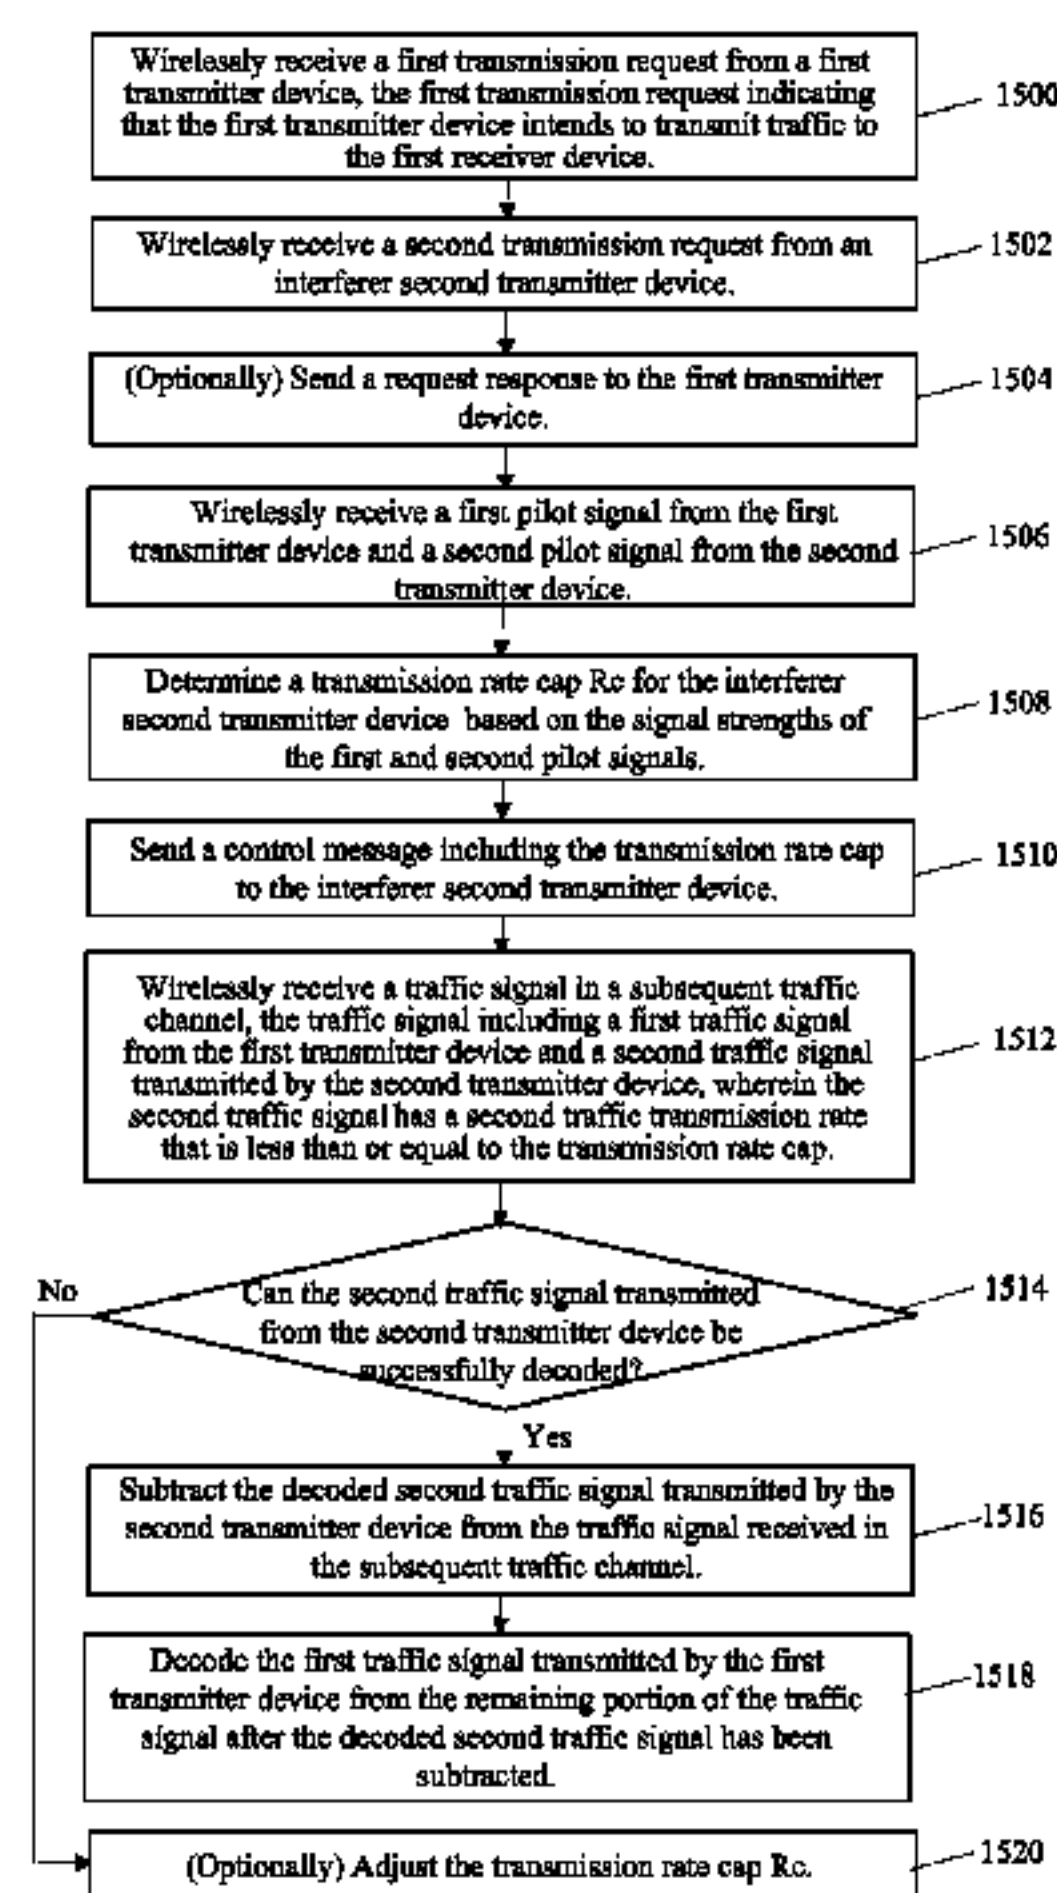 Wirelessly receive a first transmission request from a first
transmitter device, the first transmission request indicating
that the first transmitter device intends to transmit traffic to
the first receiver device.
1500
Wirelessly receive a second transmission request from an
interferer second transmitter device.
1502
(Optionally) Send a request response to the first transmitter
device.
1504
Wirelessly receive a first pilot signal from the first
transmitter device and a second pilot signal from the second
transmitter device.
1506
Determine a transmission rate cap Rc for the interferer
second transmitter device based on the signal strengths of
the first and second pilot signals.
1508
Send a control message including the transmission rate cap
to the interferer second transmitter device.
1510
Wirelessly receive a traffic signal in a subsequent traffic
channel, the traffic signal including a first traffic signal
from the first transmitter device and a second traffic signal
transmitted by the second transmitter device, wherein the
second traffic signal has a second traffic transmission rate
that is less than or equal to the transmission rate cap.
1512
No
Can the second traffic signal transmitted
from the second transmitter device be
successfully decoded?
1514
Yes
Subtract the decoded second traffic signal transmitted by the
second transmitter device from the traffic signal received in
the subsequent traffic channel.
1516
Decode the first traffic signal transmitted by the first
transmitter device from the remaining portion of the traffic
signal after the decoded second traffic signal has been
subtracted.
1518
(Optionally) Adjust the transmission rate cap Rc.
1520